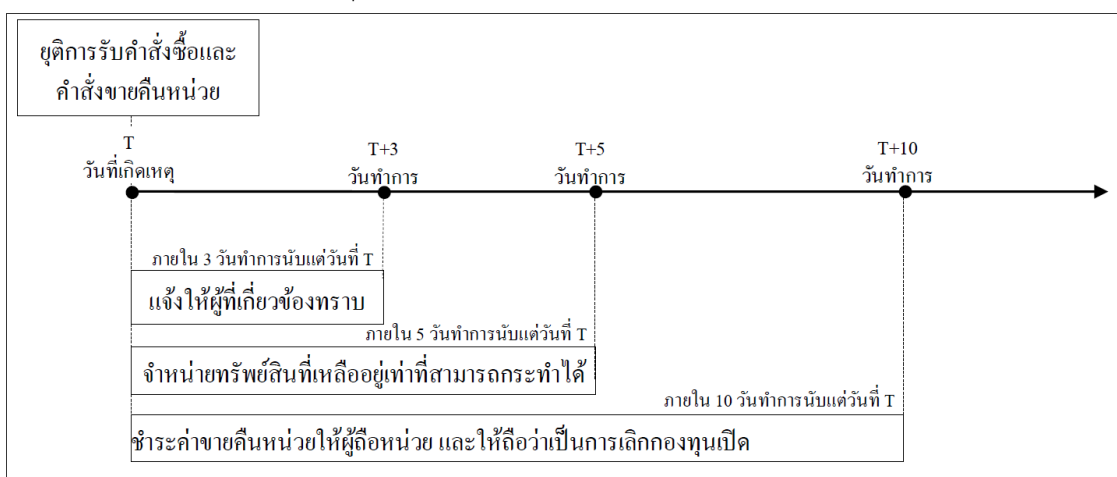 ยุติการรับคำสั่งซื้อและ
คำสั่งขายคืนหน่วย
T
วันที่เกิดเหตุ
T+3
วันทำการ
T+5
วันทำการ
T+10
วันทำการ
ภายใน 3 วันทำการนับแต่วันที่ T
แจ้งให้ผู้ที่เกี่ยวข้องทราบ
ภายใน 5 วันทำการนับแต่วันที่ T
จำหน่ายทรัพย์สินที่เหลืออยู่เท่าที่สามารถกระทำได้
ภายใน 10 วันทำการนับแต่วันที่ T
ชำระค่าขายคืนหน่วยให้ผู้ถือหน่วย และให้ถือว่าเป็นการเลิกกองทุนเปิด